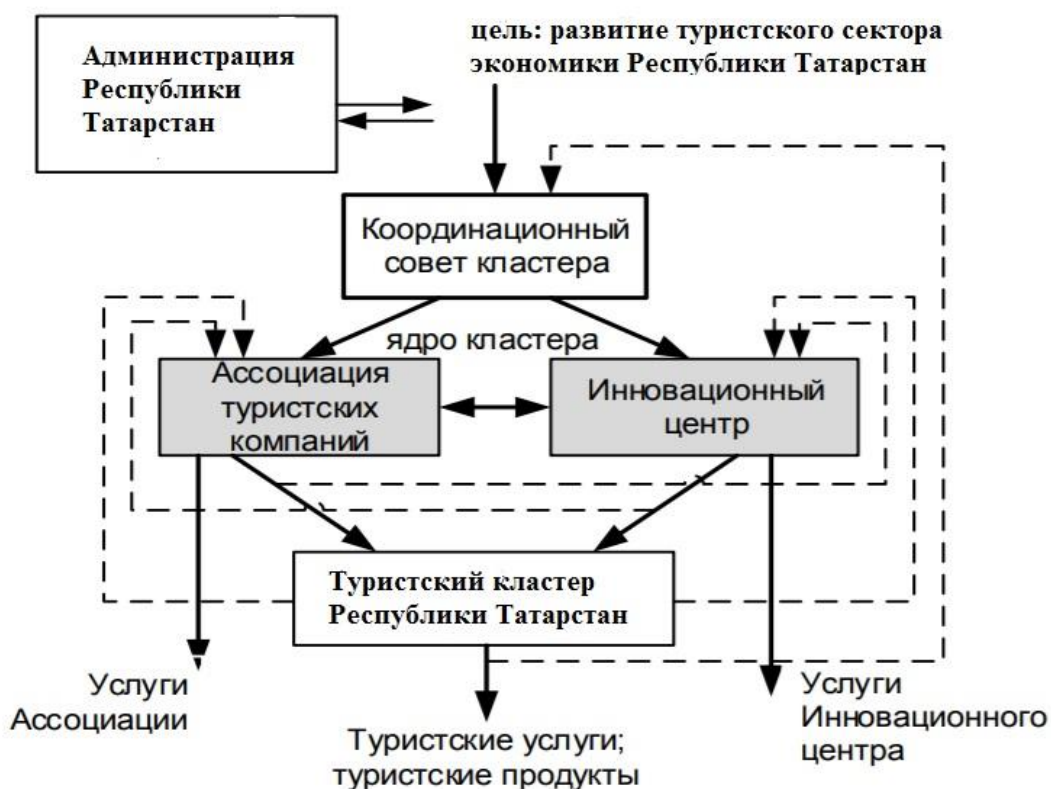 Администрация
Республики
Татарстан
цель: развитие туристского сектора
экономики Республики Татарстан
Координационный
совет кластера
ядро кластера
Ассоциация
туристских
компаний
Инновационный
центр
Туристский кластер
Республики Татарстан
Услуги
Ассоциации
Туристские услуги;
туристские продукты
Услуги
Инновационного
центра